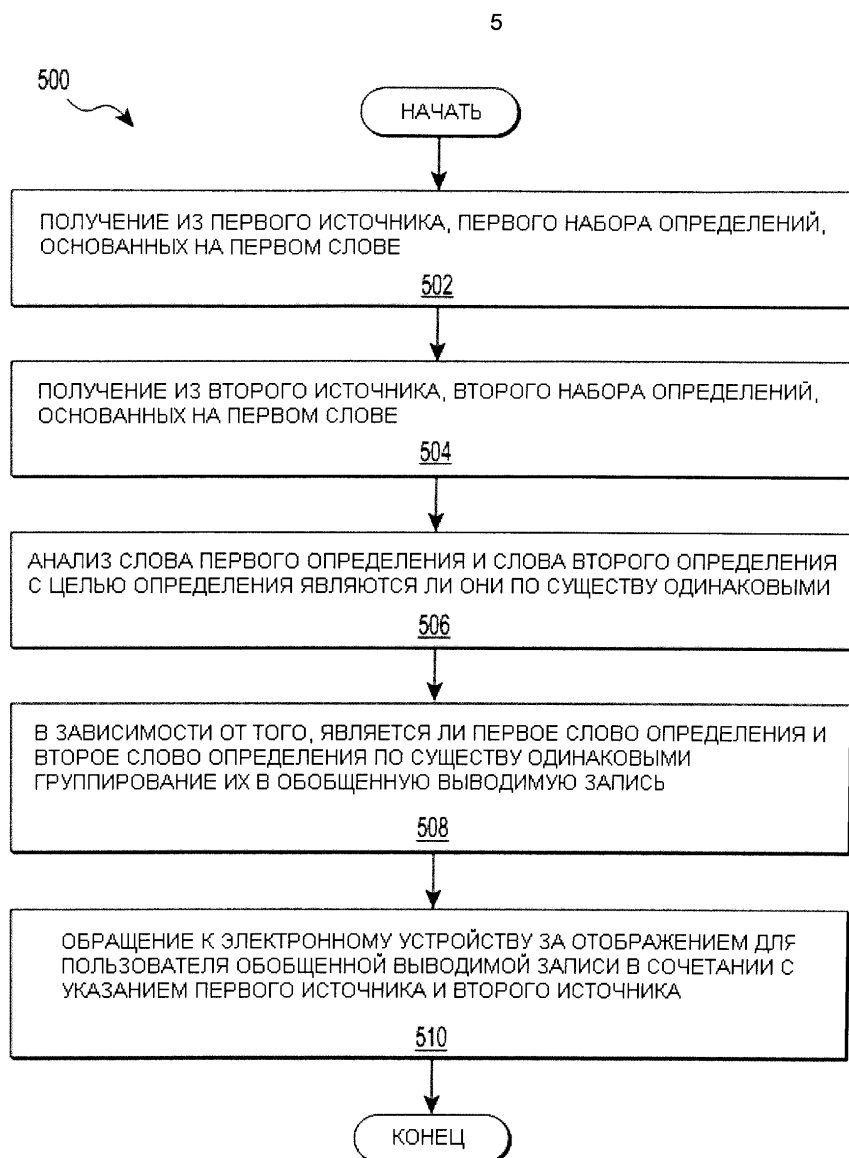 5
500
НАЧАТЬ
ПОЛУЧЕНИЕ ИЗ ПЕРВОГО ИСТОЧНИКА, ПЕРВОГО НАБОРА ОПРЕДЕЛЕНИЙ,
ОСНОВАННЫХ НА ПЕРВОМ СЛОВЕ
502
ПОЛУЧЕНИЕ ИЗ ВТОРОГО ИСТОЧНИКА, ВТОРОГО НАБОРА ОПРЕДЕЛЕНИЙ,
ОСНОВАННЫХ НА ПЕРВОМ СЛОВЕ
504
АНАЛИЗ СЛОВА ПЕРВОГО ОПРЕДЕЛЕНИЯ И СЛОВА ВТОРОГО ОПРЕДЕЛЕНИЯ
С ЦЕЛЬЮ ОПРЕДЕЛЕНИЯ ЯВЛЯЮТСЯ ЛИ ОНИ ПО СУЩЕСТВУ ОДИНАКОВЫМИ
506
В ЗАВИСИМОСТИ ОТ ТОГО, ЯВЛЯЕТСЯ ЛИ ПЕРВОЕ СЛОВО ОПРЕДЕЛЕНИЯ И
ВТОРОЕ СЛОВО ОПРЕДЕЛЕНИЯ ПО СУЩЕСТВУ ОДИНАКОВЫМИ
ГРУППИРОВАНИЕ ИХ В ОБОБЩЕННУЮ ВЫВОДИМУЮ ЗАПИСЬ
508
ОБРАЩЕНИЕ К ЭЛЕКТРОННОМУ УСТРОЙСТВУ ЗА ОТОБРАЖЕНИЕМ ДЛЯ
ПОЛЬЗОВАТЕЛЯ ОБОБЩЕННОЙ ВЫВОДИМОЙ ЗАПИСИ В СОЧЕТАНИИ С
УКАЗАНИЕМ ПЕРВОГО ИСТОЧНИКА И ВТОРОГО ИСТОЧНИКА
510
КОНЕЦ